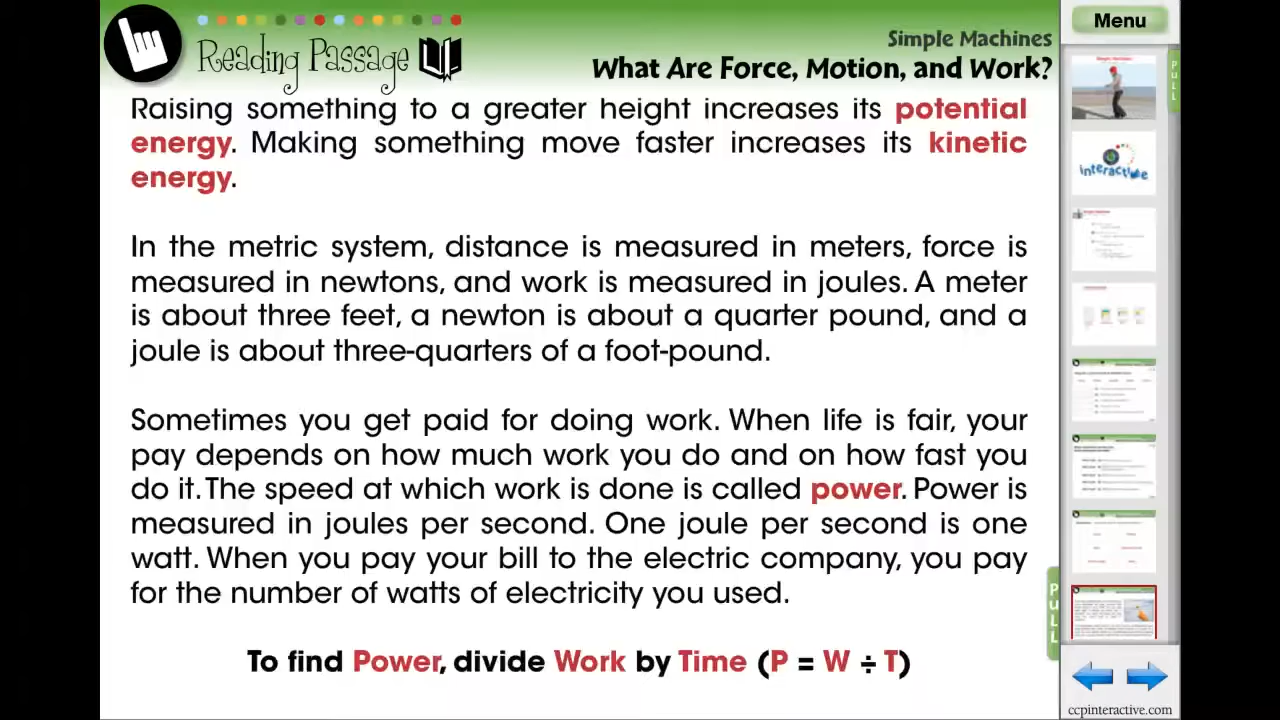 Reading Passage
Simple Machines
What Are Force, Motion, and Work?
Menu
PULL
Raising something to a greater height increases its potential
energy. Making something move faster increases its kinetic
energy.
In the metric system, distance is measured in meters, force is
measured in newtons, and work is measured in joules. A meter
is about three feet, a newton is about a quarter pound, and a
joule is about three-quarters of a foot-pound.
Sometimes you get paid for doing work. When life is fair, your
pay depends on how much work you do and on how fast you
do it. The speed at which work is done is called power. Power is
measured in joules per second. One joule per second is one
watt. When you pay your bill to the electric company, you pay
for the number of watts of electricity you used.
To find Power, divide Work by Time (P = W ÷ T)
PULL
interactive
ccpinteractive.com